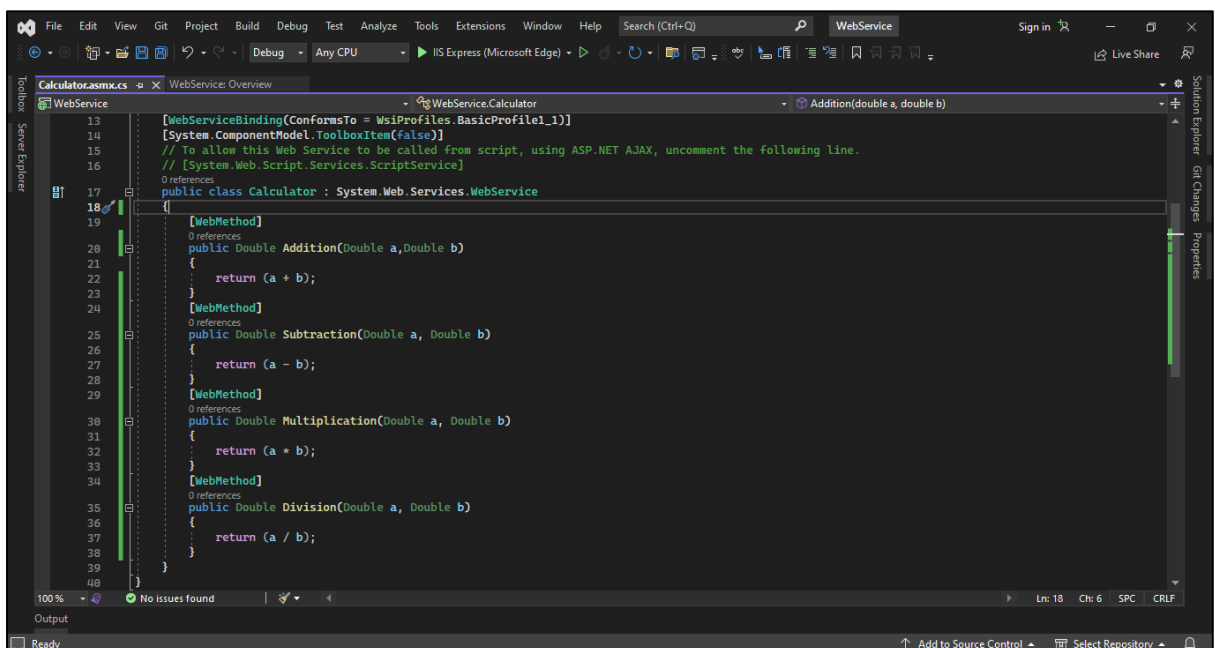 File Edit View Git Project Build Debug Test Analyze Tools Extensions Window Help Search (Ctrl+Q) WebService Sign in
Debug Any CPU IIS Express (Microsoft Edge) Live Share
Calculator.asmx.cs WebService: Overview
WebService WebService.Calculator Addition(double a, double b)
Toolbox
Server Explorer
13 [WebServiceBinding(ConformsTo = WsiProfiles.BasicProfile1_1)]
14 [System.ComponentModel.ToolboxItem(false)]
15 // To allow this Web Service to be called from script, using ASP.NET AJAX, uncomment the following line.
16 // [System.Web.Script.Services.ScriptService]
0 references
17 public class Calculator : System.Web.Services.WebService
18 {
19 [WebMethod]
0 references
20 public Double Addition(Double a,Double b)
21 {
22 return (a + b);
23 }
24 [WebMethod]
0 references
25 public Double Subtraction(Double a, Double b)
26 {
27 return (a - b);
28 }
29 [WebMethod]
0 references
30 public Double Multiplication(Double a, Double b)
31 {
32 return (a * b);
33 }
34 [WebMethod]
0 references
35 public Double Division(Double a, Double b)
36 {
37 return (a / b);
38 }
39 }
40 }
Solution Explorer
Git Changes
Properties
100 % No issues found Ln: 18 Ch: 6 SPC CRLF
Output
Ready Add to Source Control Select Repository